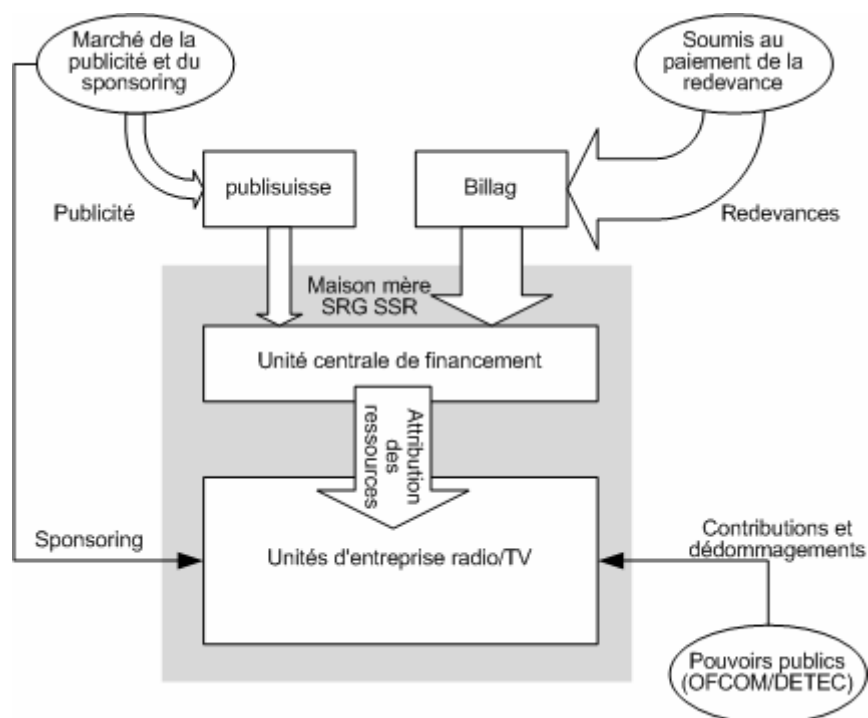 Marché de la
publicité et du
sponsoring
Soumis au
paiement de la
redevance
publisuisse
Billag
Publicité
Redevances
Maison mère
SRG SSR
Unité centrale de financement
Attribution
des
ressources
Sponsoring
Unités d'entreprise radio/TV
Contributions et
dédommagements
Pouvoirs publics
(OFCOM/DETEC)